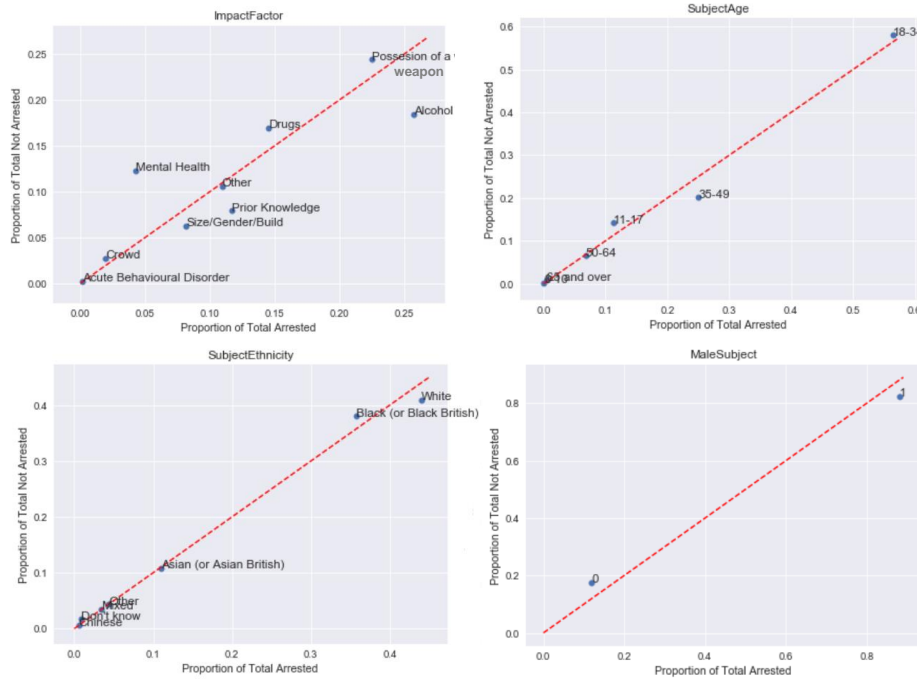 ImpactFactor
Proportion of Total Not Arrested
0.25
0.20
0.15
0.10
0.05
0.00
Possesion of a
weapon
Alcohol
Drugs
Mental Health
Other
Prior Knowledge
Size/Gender/Build
Crowd
Acute Behavioural Disorder
0.00 0.05 0.10 0.15 0.20 0.25
Proportion of Total Arrested
SubjectAge
Proportion of Total Not Arrested
0.6
0.5
0.4
0.3
0.2
0.1
0.0
18-3
35-49
11-17
50-64
65 and over
0.0 0.1 0.2 0.3 0.4 0.5 0.6
Proportion of Total Arrested
SubjectEthnicity
Proportion of Total Not Arrested
0.4
0.3
0.2
0.1
0.0
White
Black (or Black British)
Asian (or Asian British)
Other
Mixed
Don't know
Chinese
0.0 0.1 0.2 0.3 0.4
Proportion of Total Arrested
MaleSubject
Proportion of Total Not Arrested
0.8
0.6
0.4
0.2
0.0
1
0
0.0 0.2 0.4 0.6 0.8
Proportion of Total Arrested